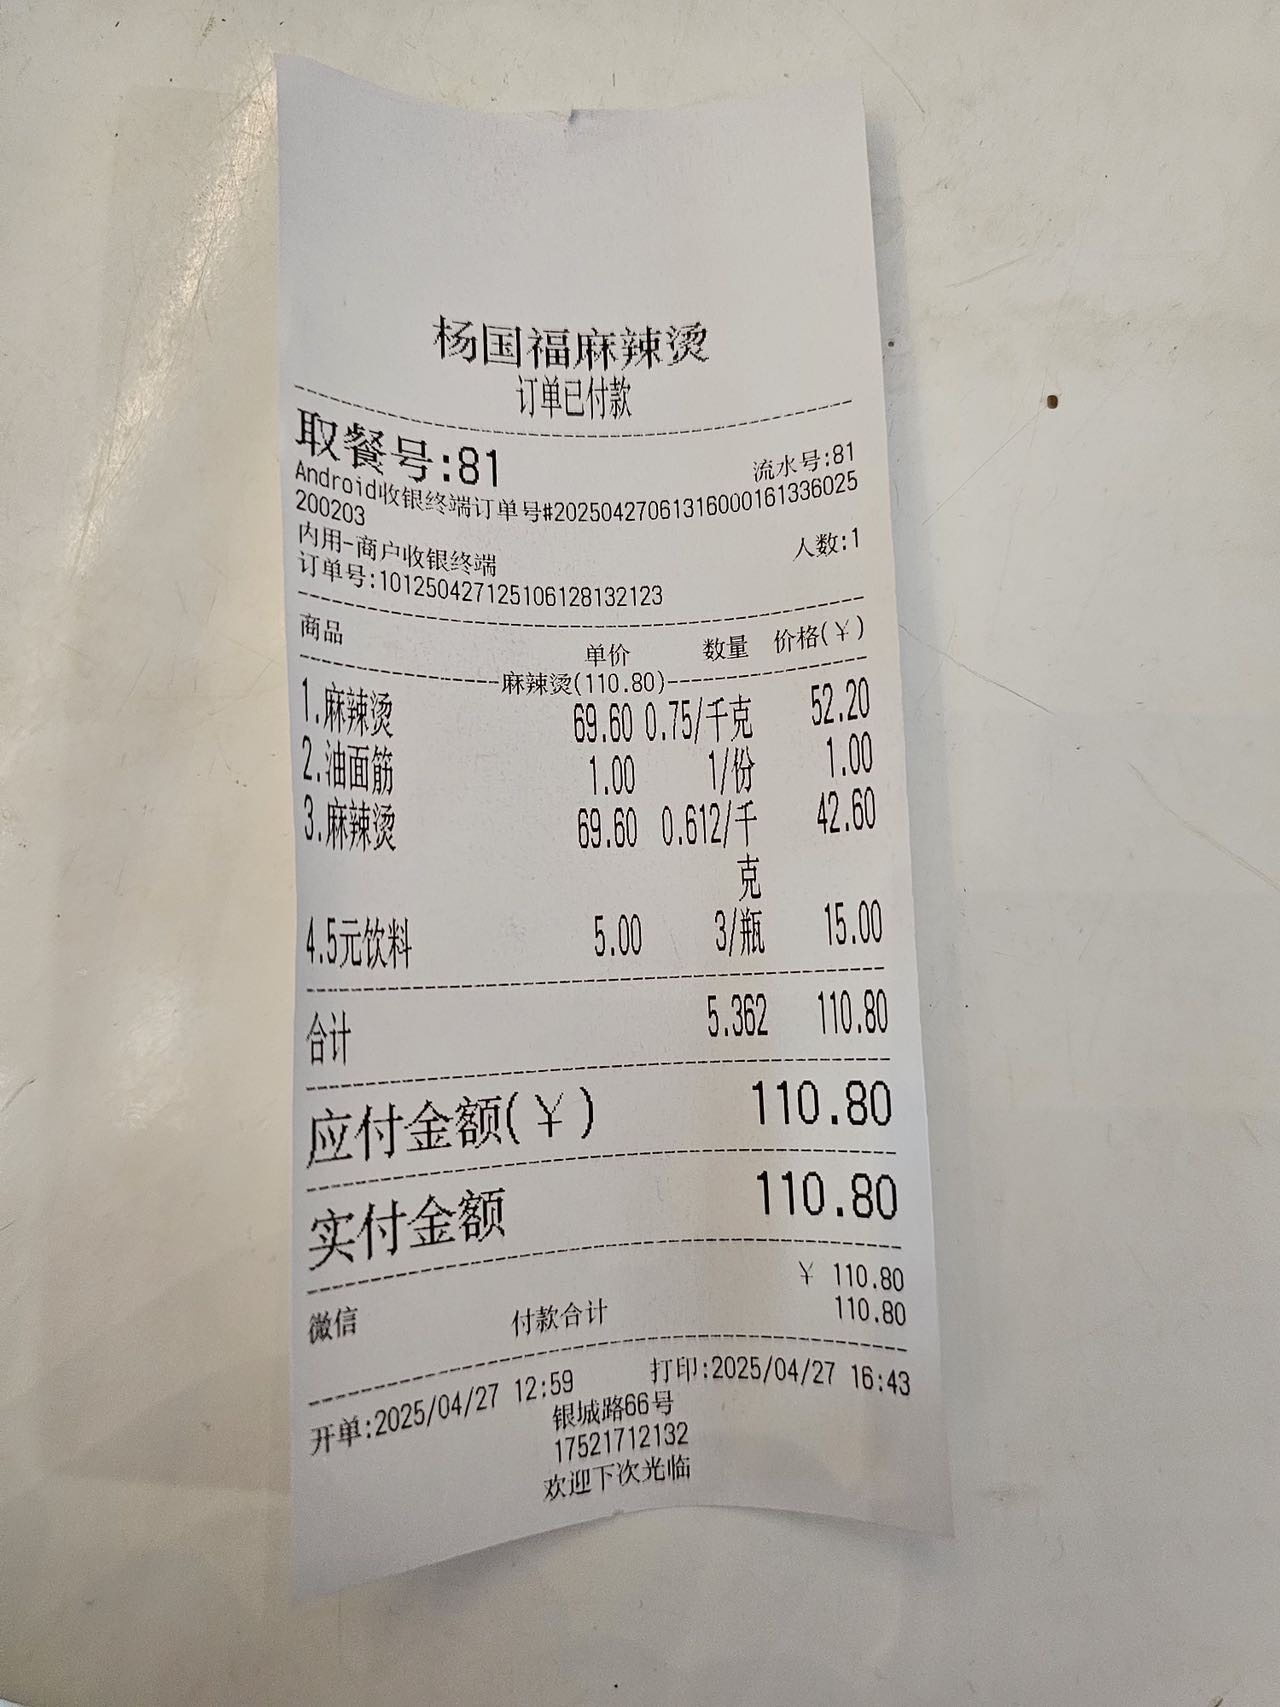 杨国福麻辣烫
订单已付款
取餐号:81 流水号:81
Android收银终端订单号#20250427061316000161336025
200203
内用-商户收银终端 人数:1
订单号:101250427125106128132123
商品 单价 数量 价格(¥)
麻辣烫(110.80)
1.麻辣烫 69.60 0.75/千克 52.20
2.油面筋 1.00 1/份 1.00
3.麻辣烫 69.60 0.612/千 42.60
克
4.5元饮料 5.00 3/瓶 15.00
合计 5.362 110.80
应付金额(¥) 110.80
实付金额 110.80
微信 ¥ 110.80
付款合计 110.80
开单:2025/04/27 12:59 打印:2025/04/27 16:43
银城路66号
17521712132
欢迎下次光临